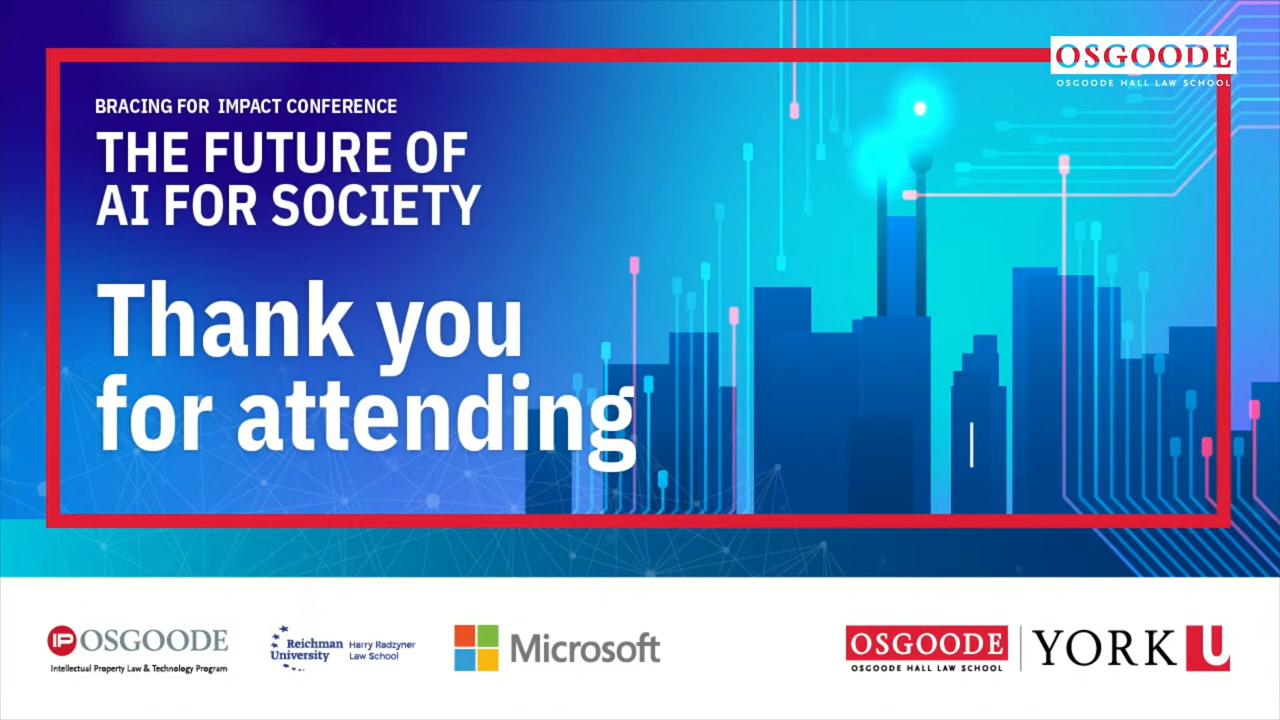 OSGOODE
OSGOODE HALL LAW SCHOOL
BRACING FOR IMPACT CONFERENCE
THE FUTURE OF
AI FOR SOCIETY
Thank you
for attending
IP OSGOODE
Intellectual Property Law & Technology Program
Reichman
University
Harry Radzyner
Law School
Microsoft
OSGOODE
OSGOODE HALL LAW SCHOOL
YORK U